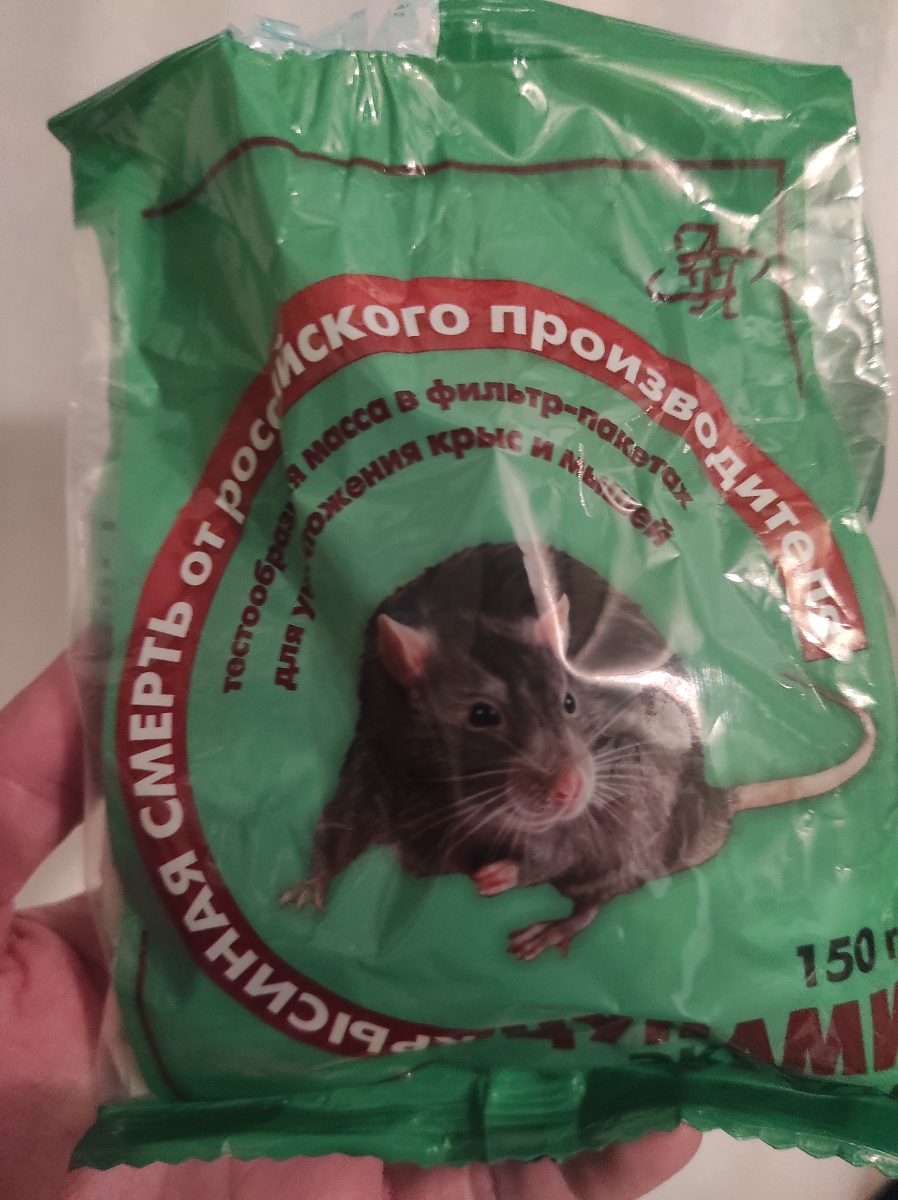 КРЫСИНАЯ СМЕРТЬ от российского производителя
тестообразная масса в фильтр-пакетах
для уничтожения крыс и мышей
150 г